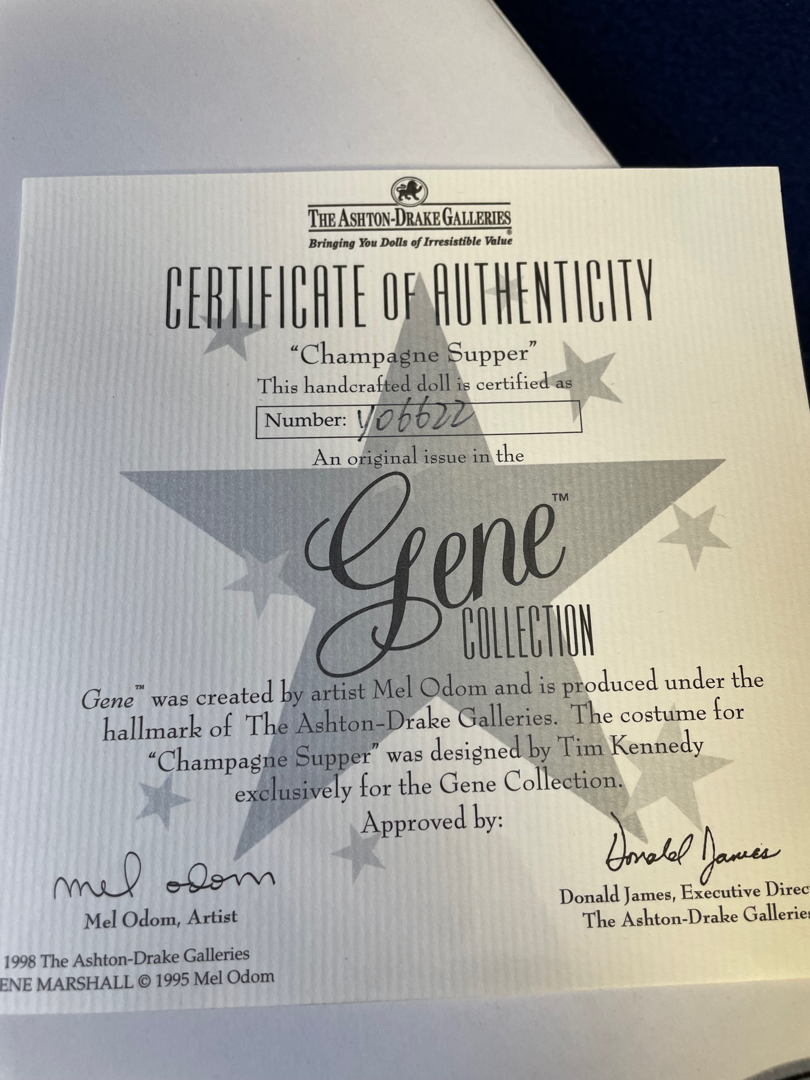 THE ASHTON-DRAKE GALLERIES®
Bringing You Dolls of Irresistible Value
CERTIFICATE OF AUTHENTICITY
“Champagne Supper”
This handcrafted doll is certified as
Number: Y06622
An original issue in the
Gene™
COLLECTION
Gene™ was created by artist Mel Odom and is produced under the
hallmark of The Ashton-Drake Galleries. The costume for
“Champagne Supper” was designed by Tim Kennedy
exclusively for the Gene Collection.
Approved by:
mel odom
Donald James
Mel Odom, Artist
Donald James, Executive Direc
The Ashton-Drake Gallerie
1998 The Ashton-Drake Galleries
ENE MARSHALL © 1995 Mel Odom